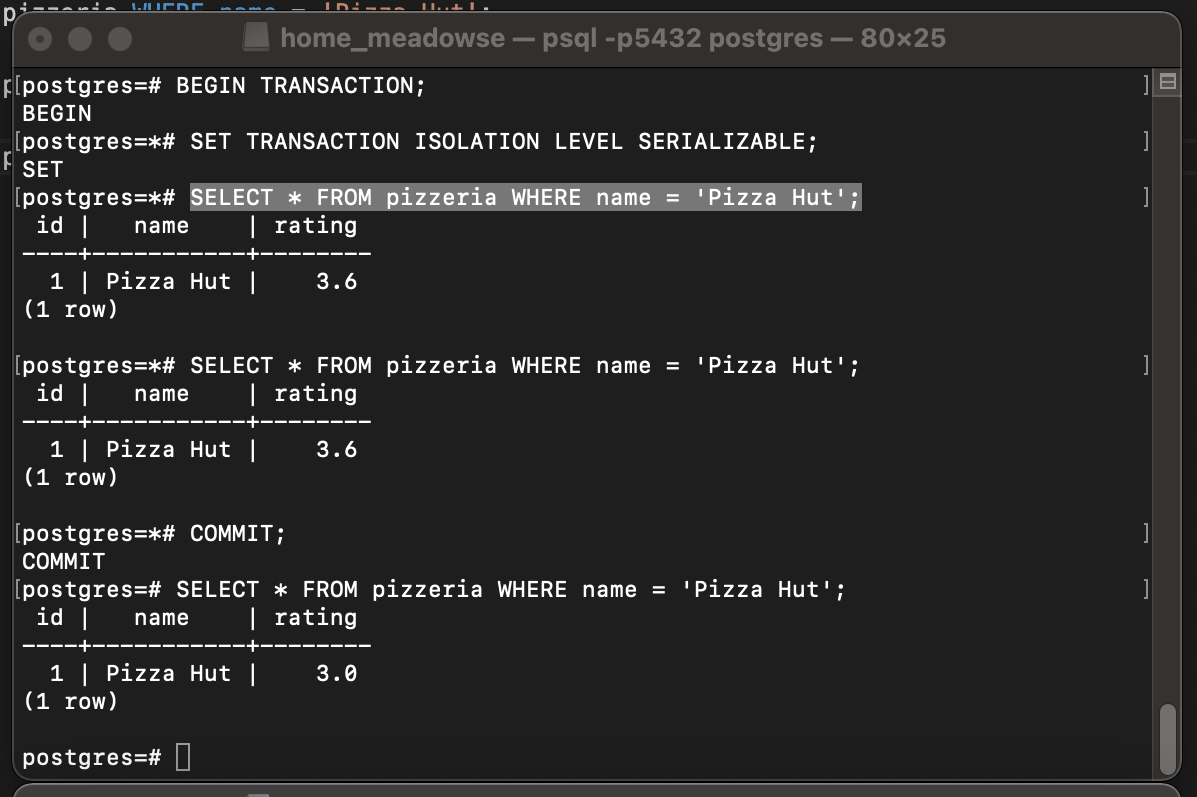 pizzeria WHERE name = 'Pizza Hut';
home_meadowse — psql -p5432 postgres — 80×25
[postgres=# BEGIN TRANSACTION; ]
BEGIN
[postgres=*# SET TRANSACTION ISOLATION LEVEL SERIALIZABLE; ]
SET
[postgres=*# SELECT * FROM pizzeria WHERE name = 'Pizza Hut'; ]
 id |   name    | rating
----+-----------+--------
  1 | Pizza Hut |    3.6
(1 row)

[postgres=*# SELECT * FROM pizzeria WHERE name = 'Pizza Hut'; ]
 id |   name    | rating
----+-----------+--------
  1 | Pizza Hut |    3.6
(1 row)

[postgres=*# COMMIT; ]
COMMIT
[postgres=# SELECT * FROM pizzeria WHERE name = 'Pizza Hut'; ]
 id |   name    | rating
----+-----------+--------
  1 | Pizza Hut |    3.0
(1 row)

postgres=#